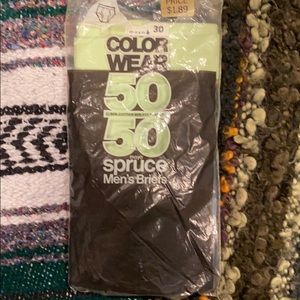 PRICE
$1.89
30
COLOR
WEAR
50
50
spruce
Men's Briefs